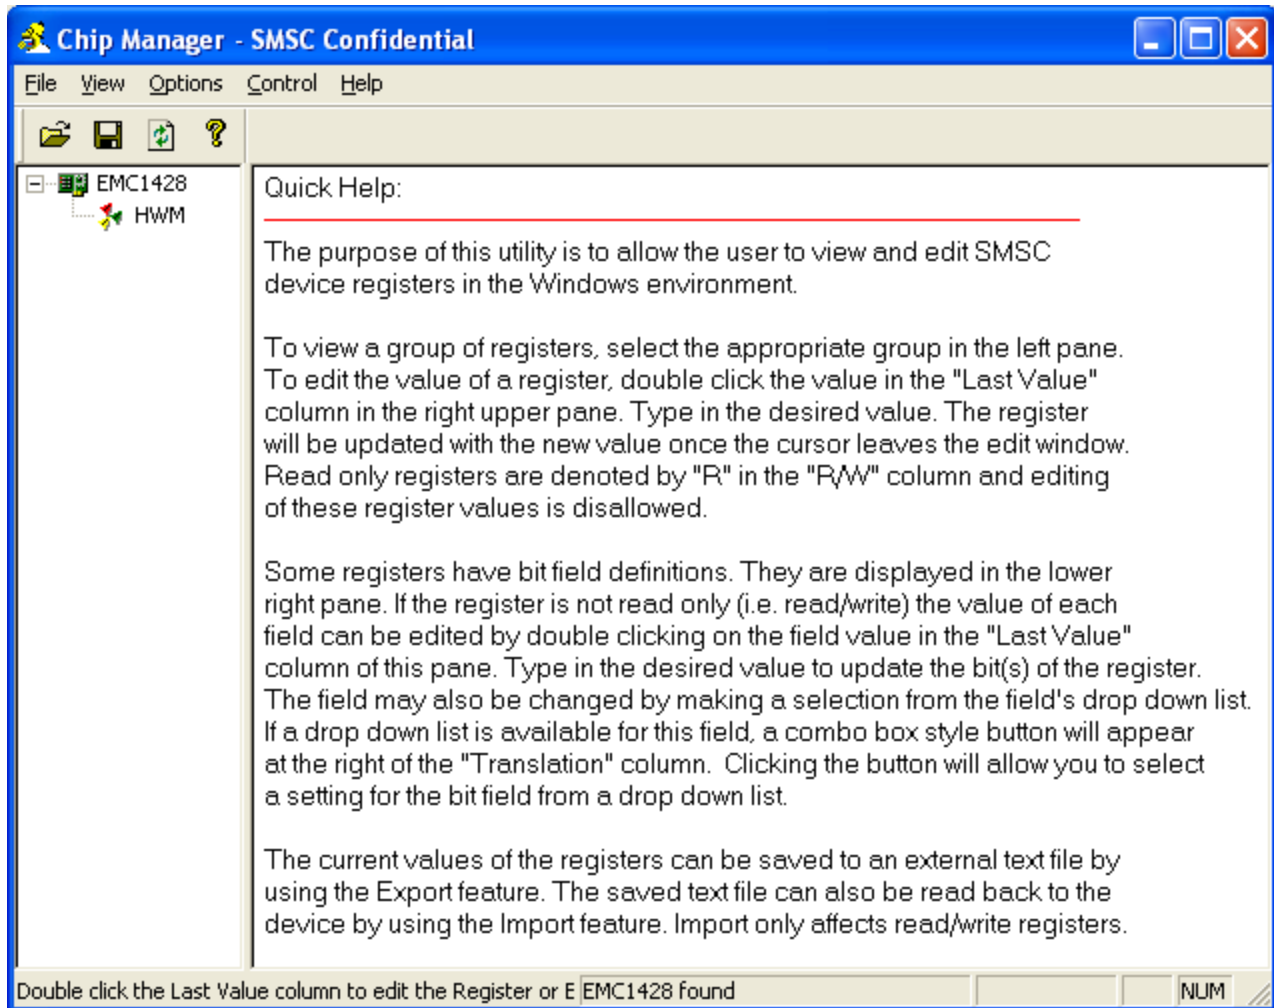 Chip Manager - SMSC Confidential
File View Options Control Help
EMC1428
HWM
Quick Help:
The purpose of this utility is to allow the user to view and edit SMSC
device registers in the Windows environment.
To view a group of registers, select the appropriate group in the left pane.
To edit the value of a register, double click the value in the "Last Value"
column in the right upper pane. Type in the desired value. The register
will be updated with the new value once the cursor leaves the edit window.
Read only registers are denoted by "R" in the "R/W" column and editing
of these register values is disallowed.
Some registers have bit field definitions. They are displayed in the lower
right pane. If the register is not read only (i.e. read/write) the value of each
field can be edited by double clicking on the field value in the "Last Value"
column of this pane. Type in the desired value to update the bit(s) of the register.
The field may also be changed by making a selection from the field's drop down list.
If a drop down list is available for this field, a combo box style button will appear
at the right of the "Translation" column.  Clicking the button will allow you to select
a setting for the bit field from a drop down list.
The current values of the registers can be saved to an external text file by
using the Export feature. The saved text file can also be read back to the
device by using the Import feature. Import only affects read/write registers.
Double click the Last Value column to edit the Register or E EMC1428 found NUM